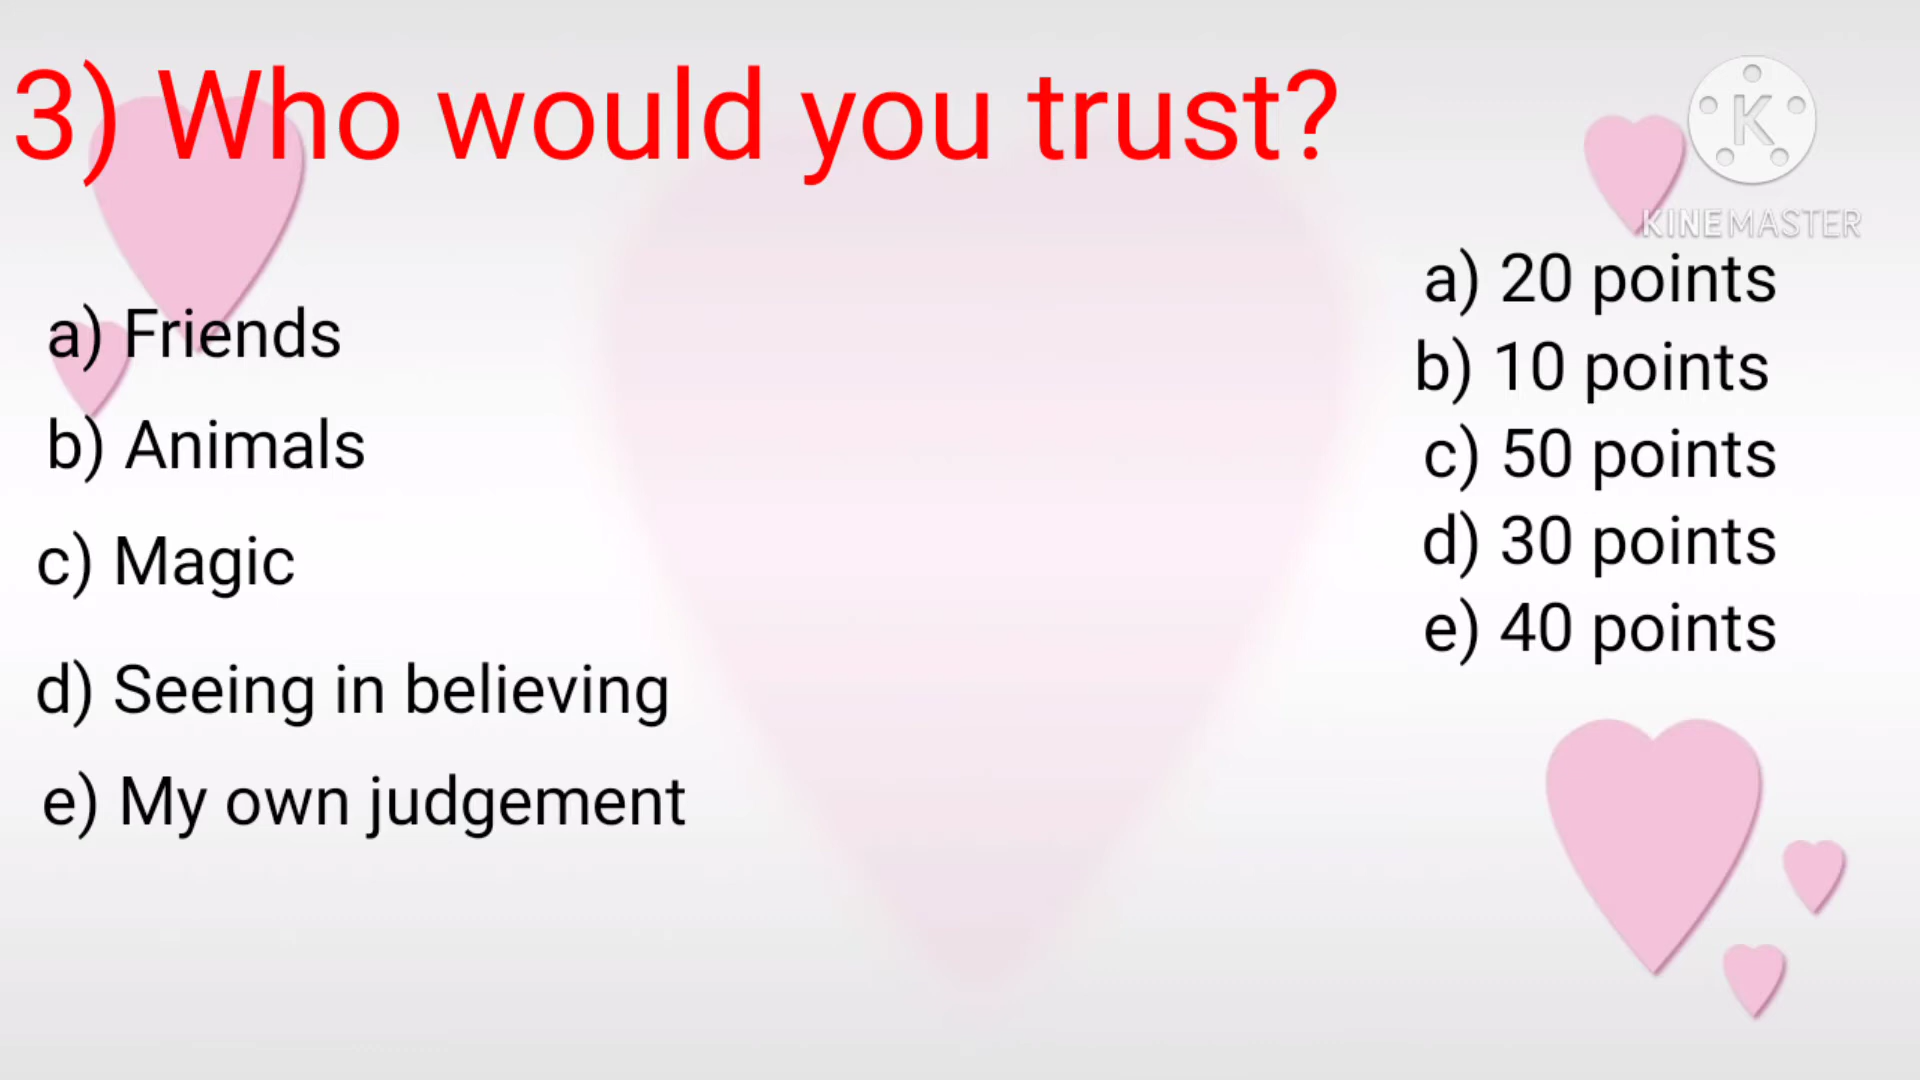 3) Who would you trust?
K
KINEMASTER
a) Friends
b) Animals
c) Magic
d) Seeing in believing
e) My own judgement
a) 20 points
b) 10 points
c) 50 points
d) 30 points
e) 40 points